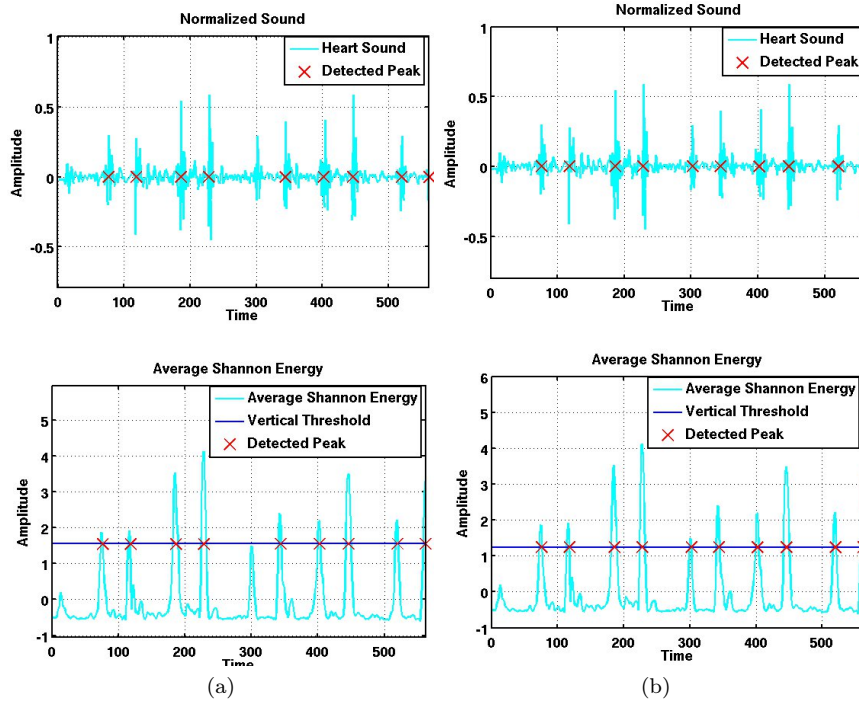 Normalized Sound
1
Heart Sound
Detected Peak
0.5
0
-0.5
Amplitude
0 100 200 300 400 500
Time
Normalized Sound
1
Heart Sound
Detected Peak
0.5
0
-0.5
Amplitude
0 100 200 300 400 500
Time
Average Shannon Energy
Average Shannon Energy
Vertical Threshold
Detected Peak
5
4
3
2
1
0
-1
Amplitude
0 100 200 300 400 500
Time
(a)
Average Shannon Energy
6
Average Shannon Energy
Vertical Threshold
Detected Peak
5
4
3
2
1
0
-1
Amplitude
0 100 200 300 400 500
Time
(b)